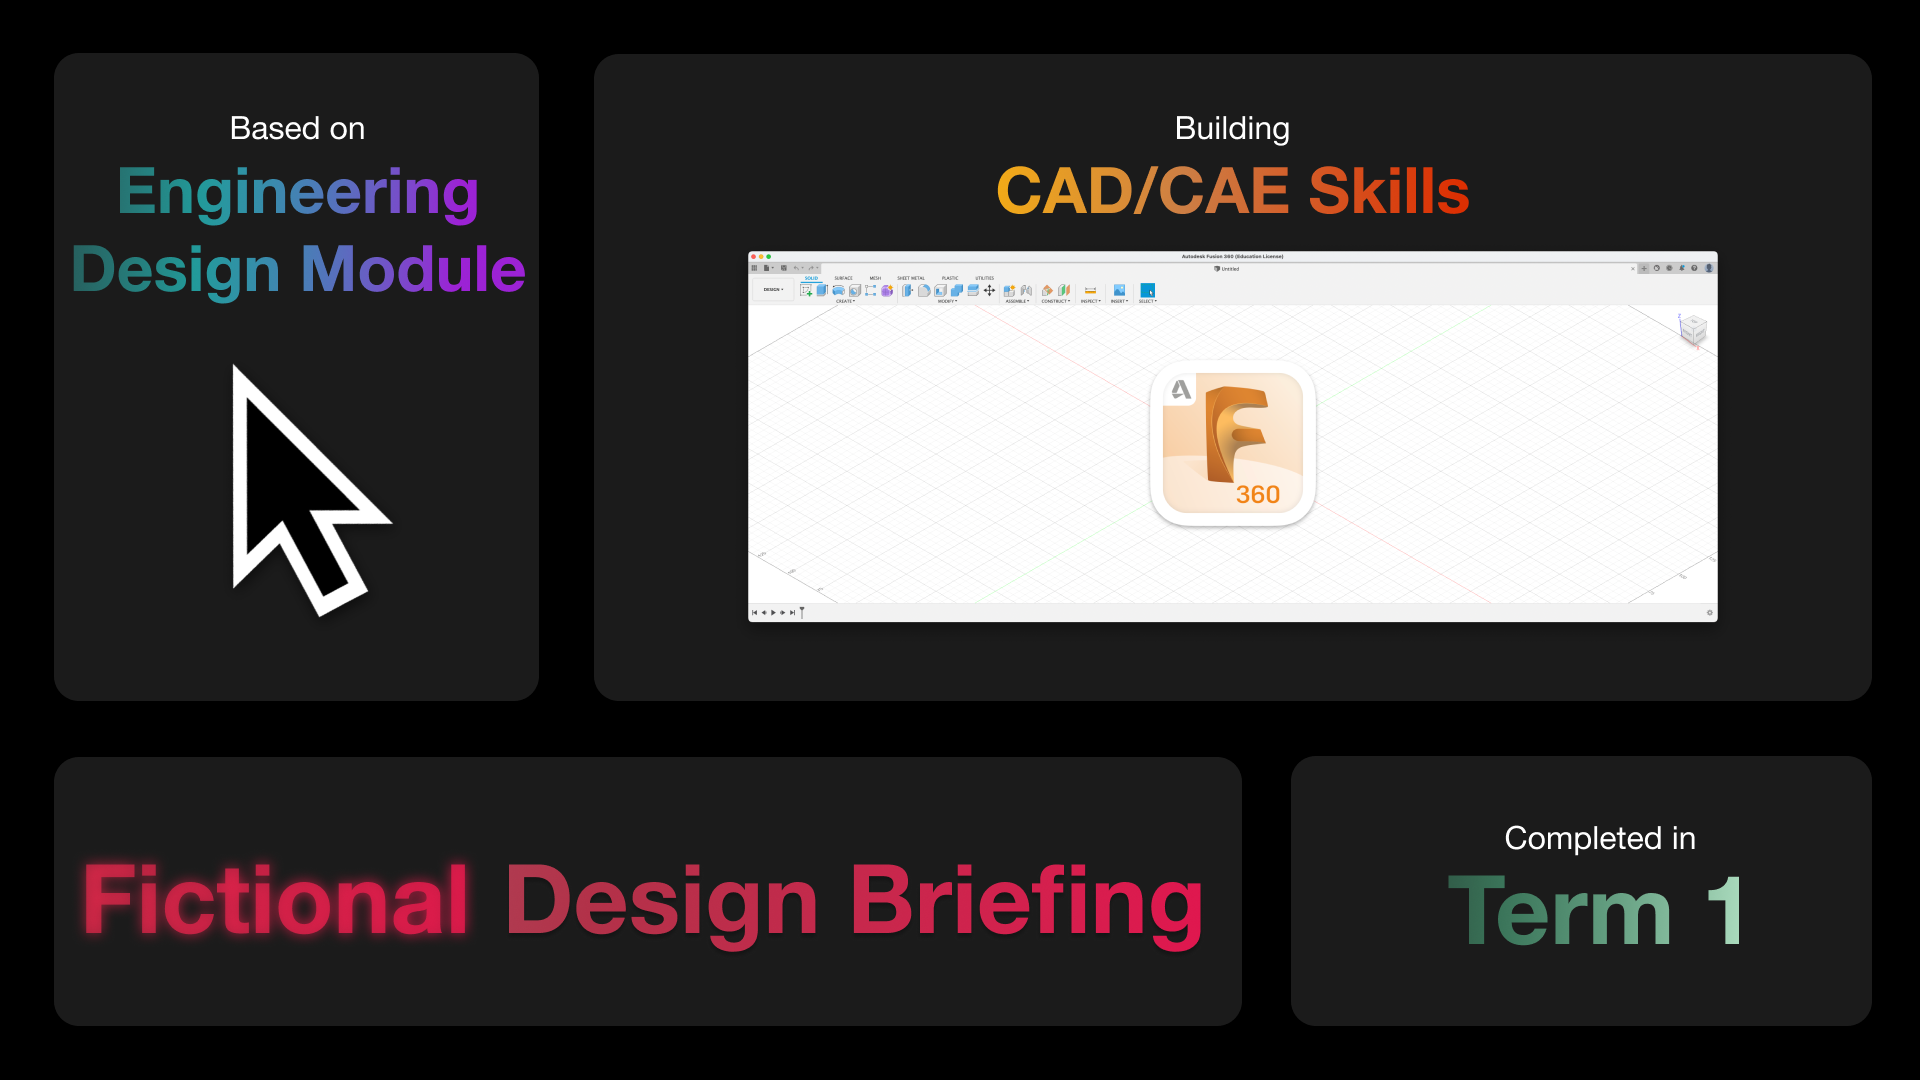 Based on
Engineering
Design Module
Building
CAD/CAE Skills
Autodesk Fusion 360 (Education License)
Untitled
SOLID SURFACE MESH SHEET METAL PLASTIC UTILITIES
DESIGN
CREATE MODIFY ASSEMBLE CONSTRUCT INSPECT INSERT SELECT
Z
360
Fictional Design Briefing
Completed in
Term 1